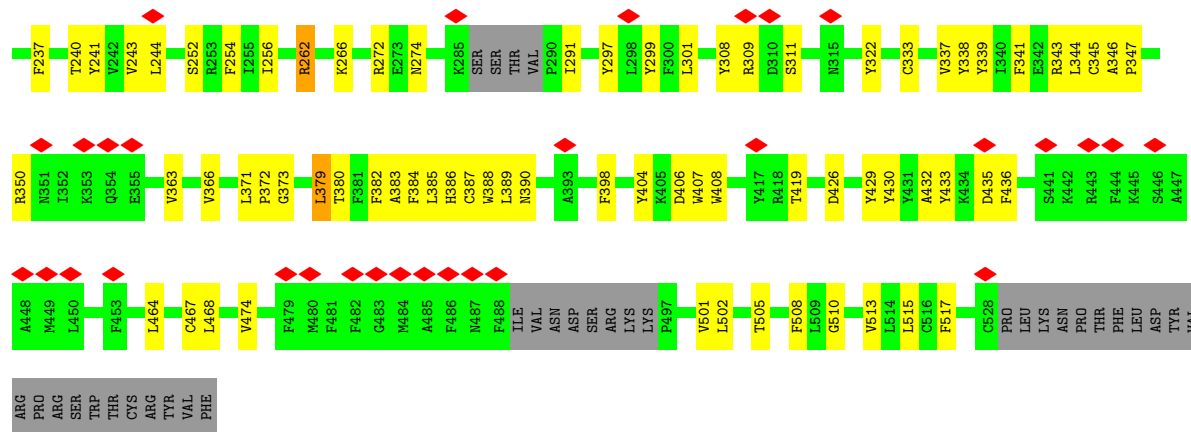 F237 T240 Y241 V242 V243 L244 S252 R253 F254 I255 I256 R262 K266 R272 E273 N274 K285 SER SER THR VAL P290 I291 Y297 L298 Y299 F300 L301 Y308 R309 D310 S311 N315 Y322 C333 V337 Y338 Y339 I340 F341 E342 R343 L344 C345 A346 P347
R350 N351 I352 K353 Q354 E355 V363 V366 L371 P372 G373 L379 T380 F381 F382 A383 F384 L385 H386 C387 W388 L389 N390 A393 F398 Y404 K405 D406 W407 W408 Y417 R418 T419 D426 Y429 Y430 Y431 A432 Y433 K434 D435 F436 S441 K442 R443 F444 K445 S446 A447
A448 M449 L450 F453 L464 C467 L468 V474 F479 M480 F481 F482 G483 M484 A485 F486 N487 F488 ILE VAL ASN ASP SER ARG LYS LYS P497 V501 L502 T505 F508 L509 G510 V513 L514 L515 C516 F517 C528 PRO LEU LYS ASN PRO THR PHE LEU ASP TYR VAL
ARG PRO ARG SER TRP THR CYS ARG TYR VAL PHE